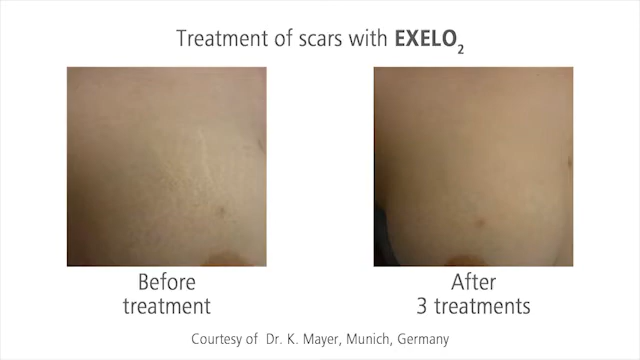 Treatment of scars with EXELO₂
Before
treatment
After
3 treatments
Courtesy of Dr. K. Mayer, Munich, Germany